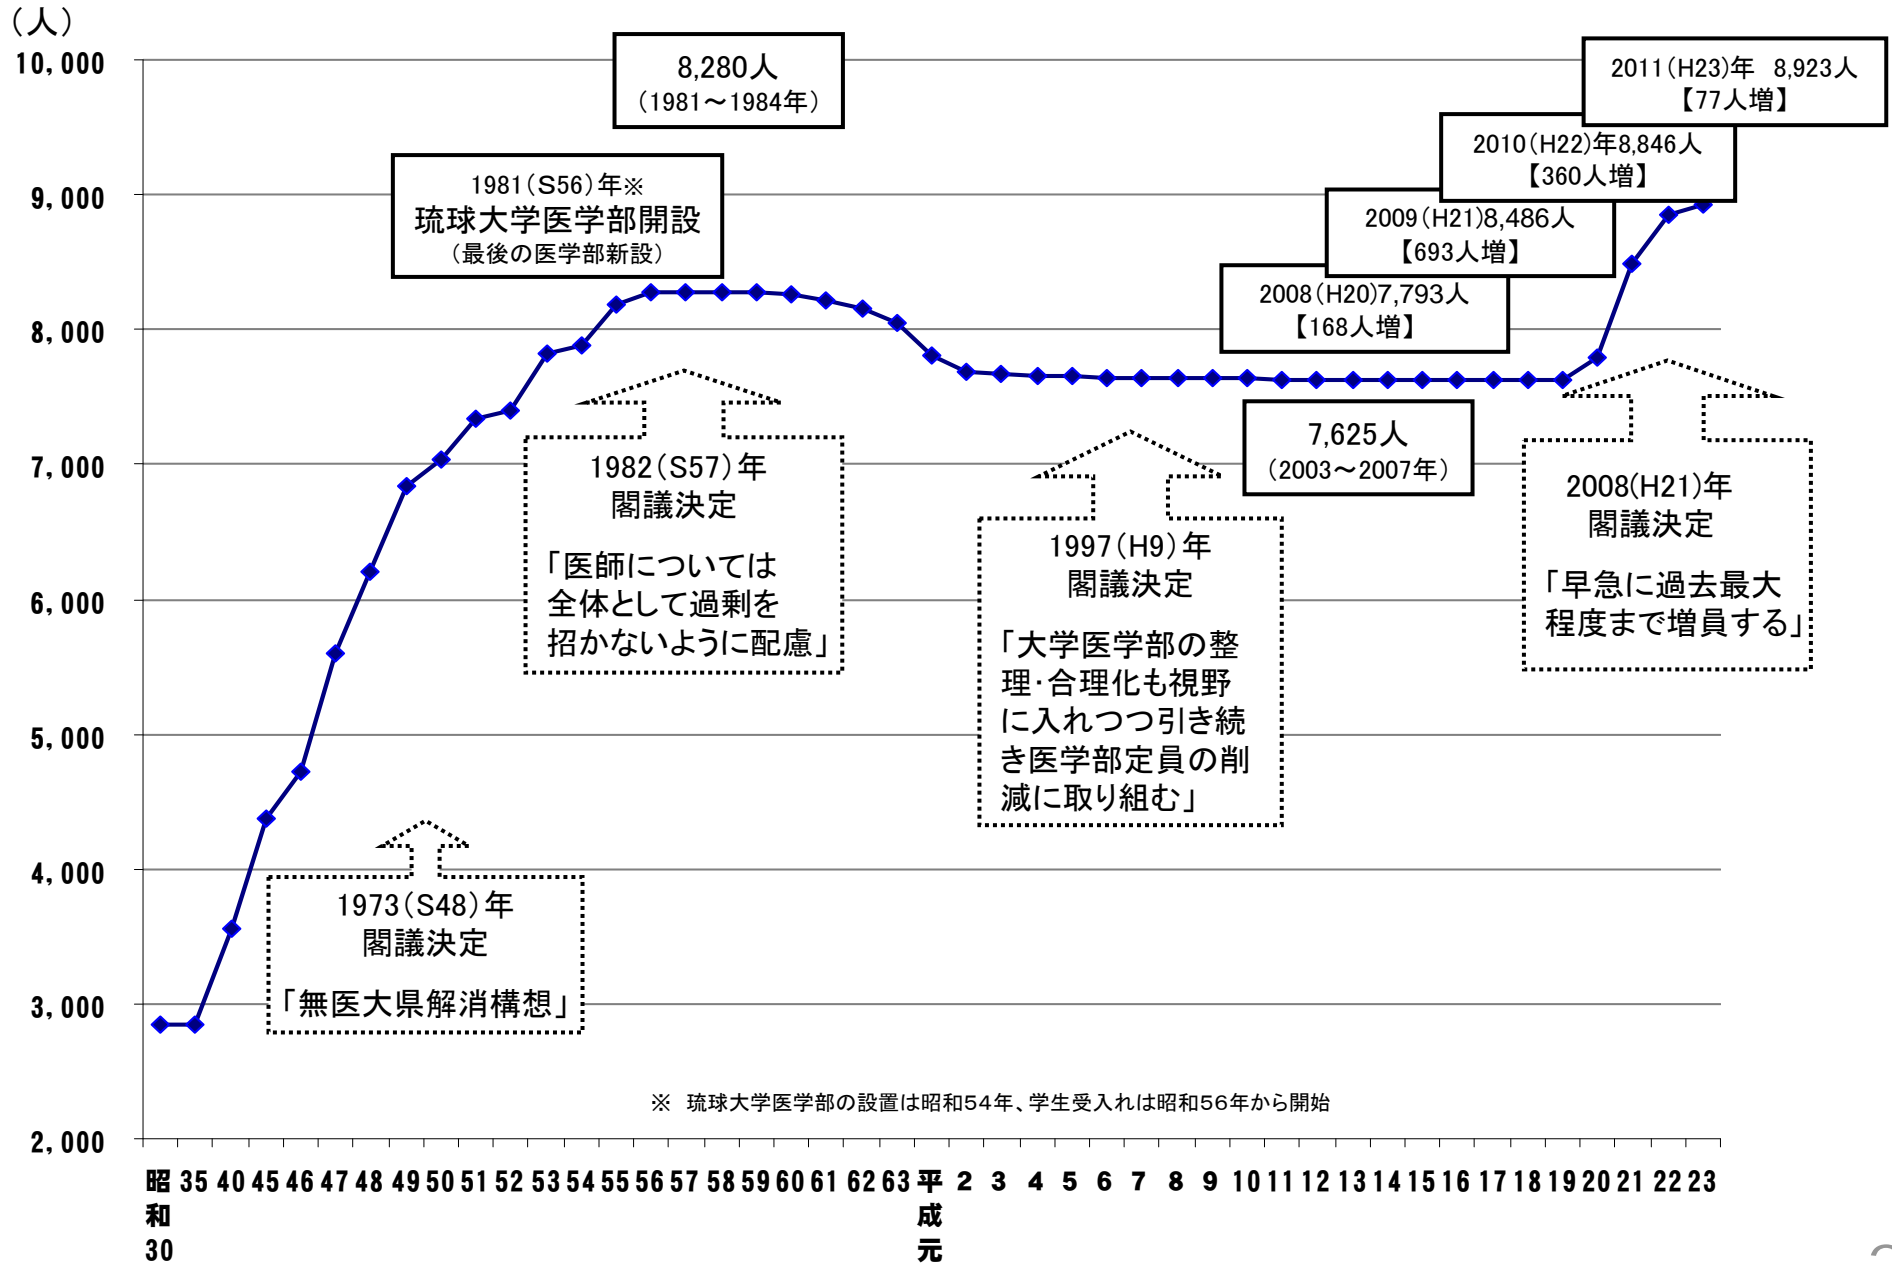 （人）
10,000
9,000
8,000
7,000
6,000
5,000
4,000
3,000
2,000
8,280人
（1981～1984年）
1981（S56）年※
琉球大学医学部開設
（最後の医学部新設）
2011（H23）年　8,923人
【77人増】
2010（H22）年8,846人
【360人増】
2009（H21）8,486人
【693人増】
2008（H20）7,793人
【168人増】
7,625人
（2003～2007年）
1982（S57）年
閣議決定
「医師については
全体として過剰を
招かないように配慮」
1997（H9）年
閣議決定
「大学医学部の整
理・合理化も視野
に入れつつ引き続
き医学部定員の削
減に取り組む」
2008(H21)年
閣議決定
「早急に過去最大
程度まで増員する」
1973（S48）年
閣議決定
「無医大県解消構想」
※　琉球大学医学部の設置は昭和５４年、学生受入れは昭和５６年から開始
昭和30 35 40 45 46 47 48 49 50 51 52 53 54 55 56 57 58 59 60 61 62 63 平成元 2 3 4 5 6 7 8 9 10 11 12 13 14 15 16 17 18 19 20 21 22 23